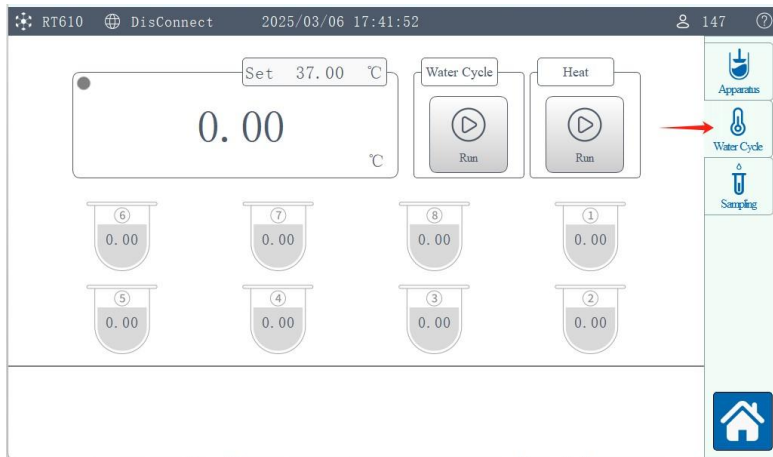 RT610 DisConnect 2025/03/06 17:41:52 147 ?
Set 37.00 ℃
0.00
℃
Water Cycle
Run
Heat
Run
Apparatus
Water Cycle
Sampling
6 7 8 1
0.00 0.00 0.00 0.00
5 4 3 2
0.00 0.00 0.00 0.00